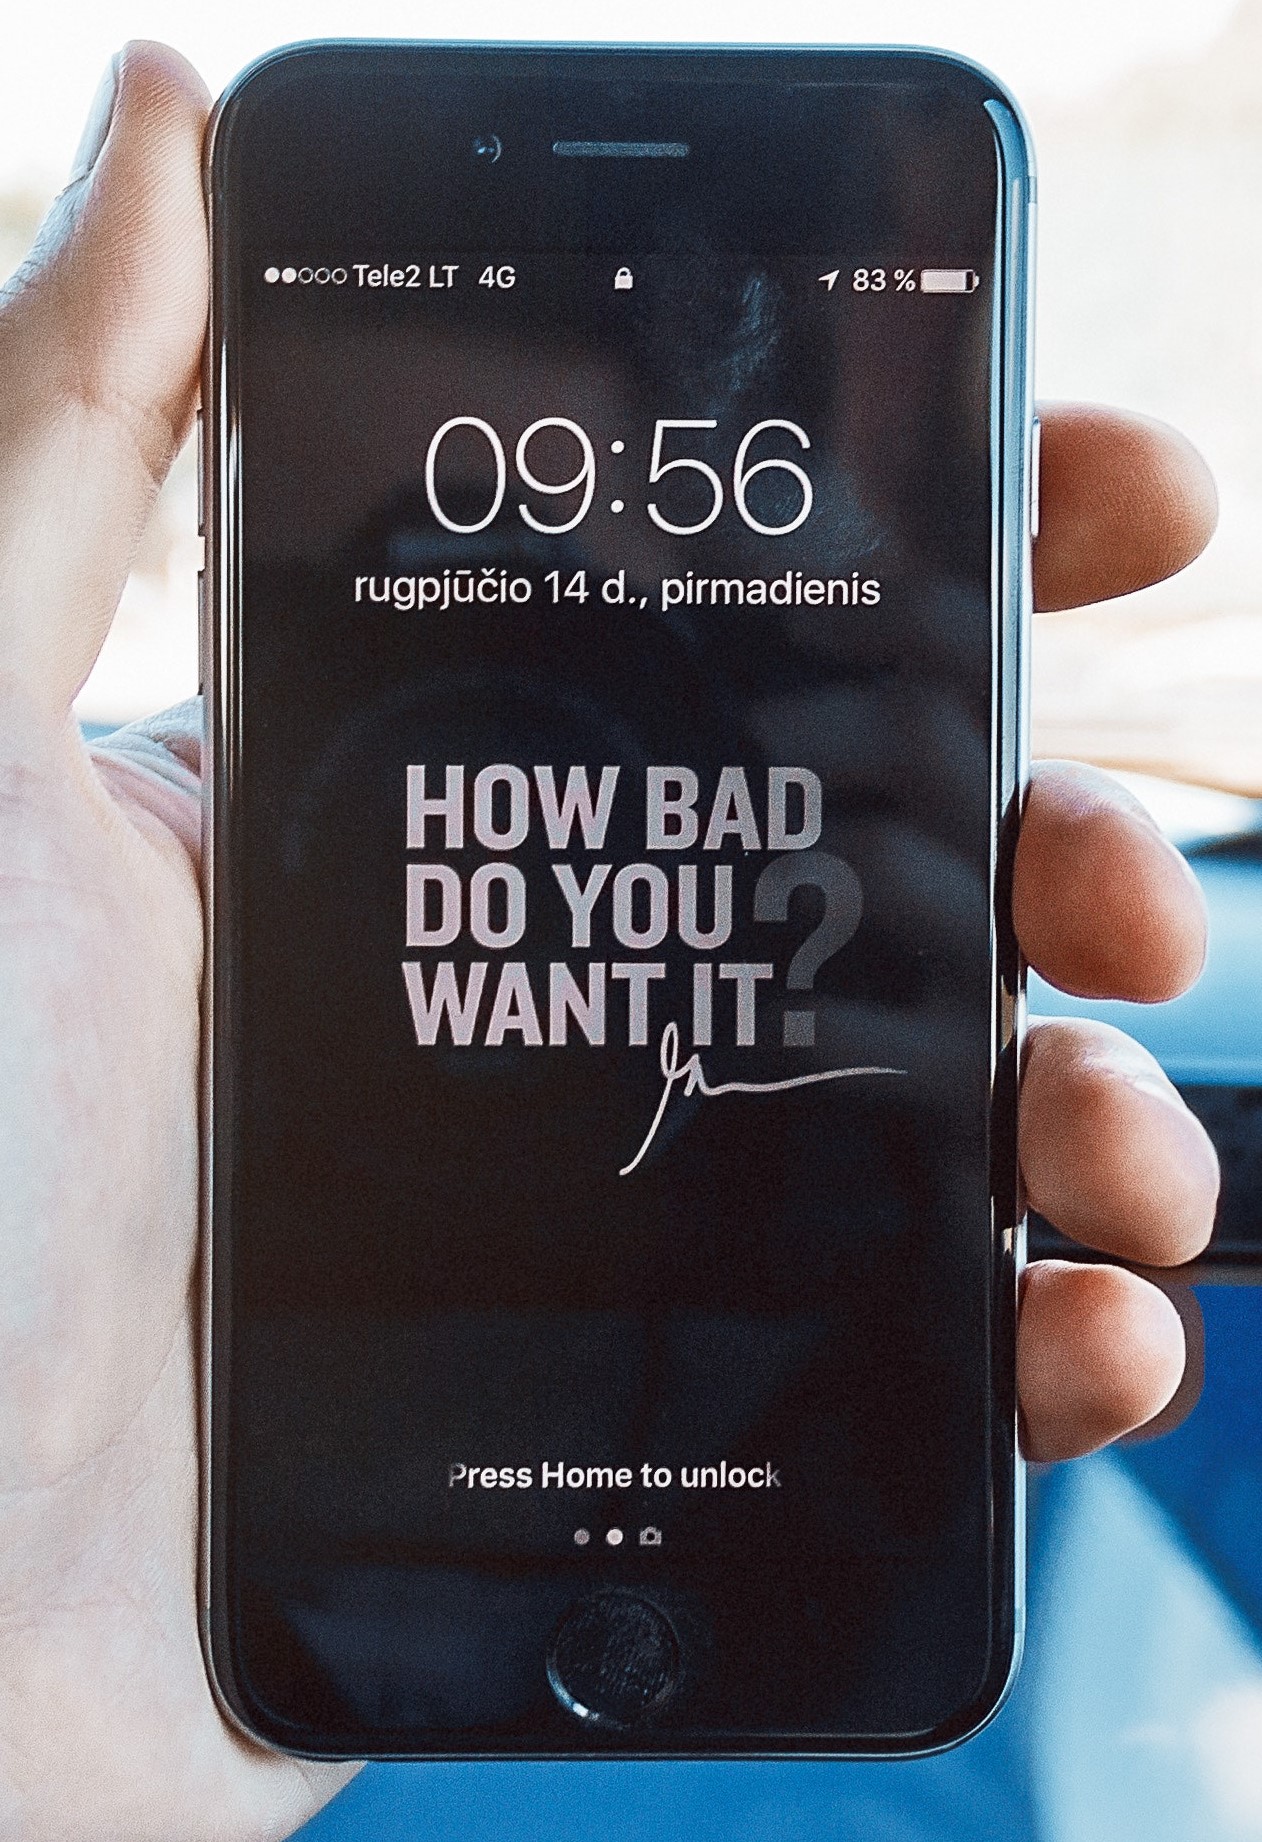 Tele2 LT 4G 83 %
09:56
rugpjūčio 14 d., pirmadienis
HOW BAD
DO YOU
WANT IT?
Press Home to unlock